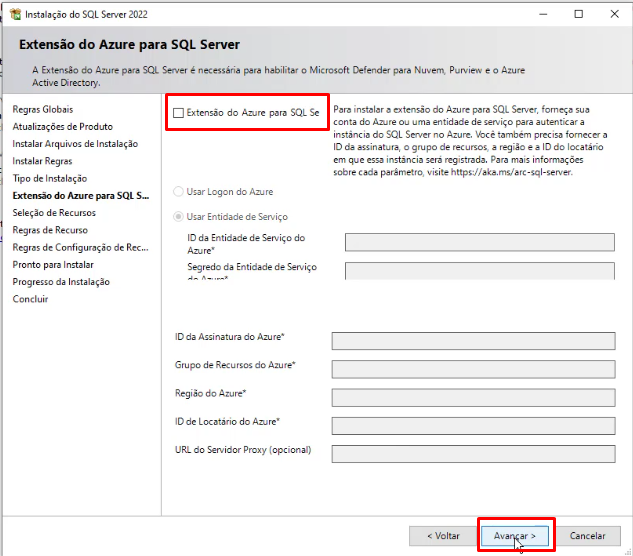 Instalação do SQL Server 2022
Extensão do Azure para SQL Server
A Extensão do Azure para SQL Server é necessária para habilitar o Microsoft Defender para Nuvem, Purview e o Azure
Active Directory.
Regras Globais
Atualizações de Produto
Instalar Arquivos de Instalação
Instalar Regras
Tipo de Instalação
Extensão do Azure para SQL S...
Seleção de Recursos
Regras de Recurso
Regras de Configuração de Rec...
Pronto para Instalar
Progresso da Instalação
Concluir
Extensão do Azure para SQL Se
Para instalar a extensão do Azure para SQL Server, forneça sua
conta do Azure ou uma entidade de serviço para autenticar a
instância do SQL Server no Azure. Você também precisa fornecer a
ID da assinatura, o grupo de recursos, a região e a ID do locatário
em que essa instância será registrada. Para mais informações
sobre cada parâmetro, visite https://aka.ms/arc-sql-server.
Usar Logon do Azure
Usar Entidade de Serviço
ID da Entidade de Serviço do
Azure*
Segredo da Entidade de Serviço
do Azure*
ID da Assinatura do Azure*
Grupo de Recursos do Azure*
Região do Azure*
ID de Locatário do Azure*
URL do Servidor Proxy (opcional)
< Voltar
Avançar >
Cancelar